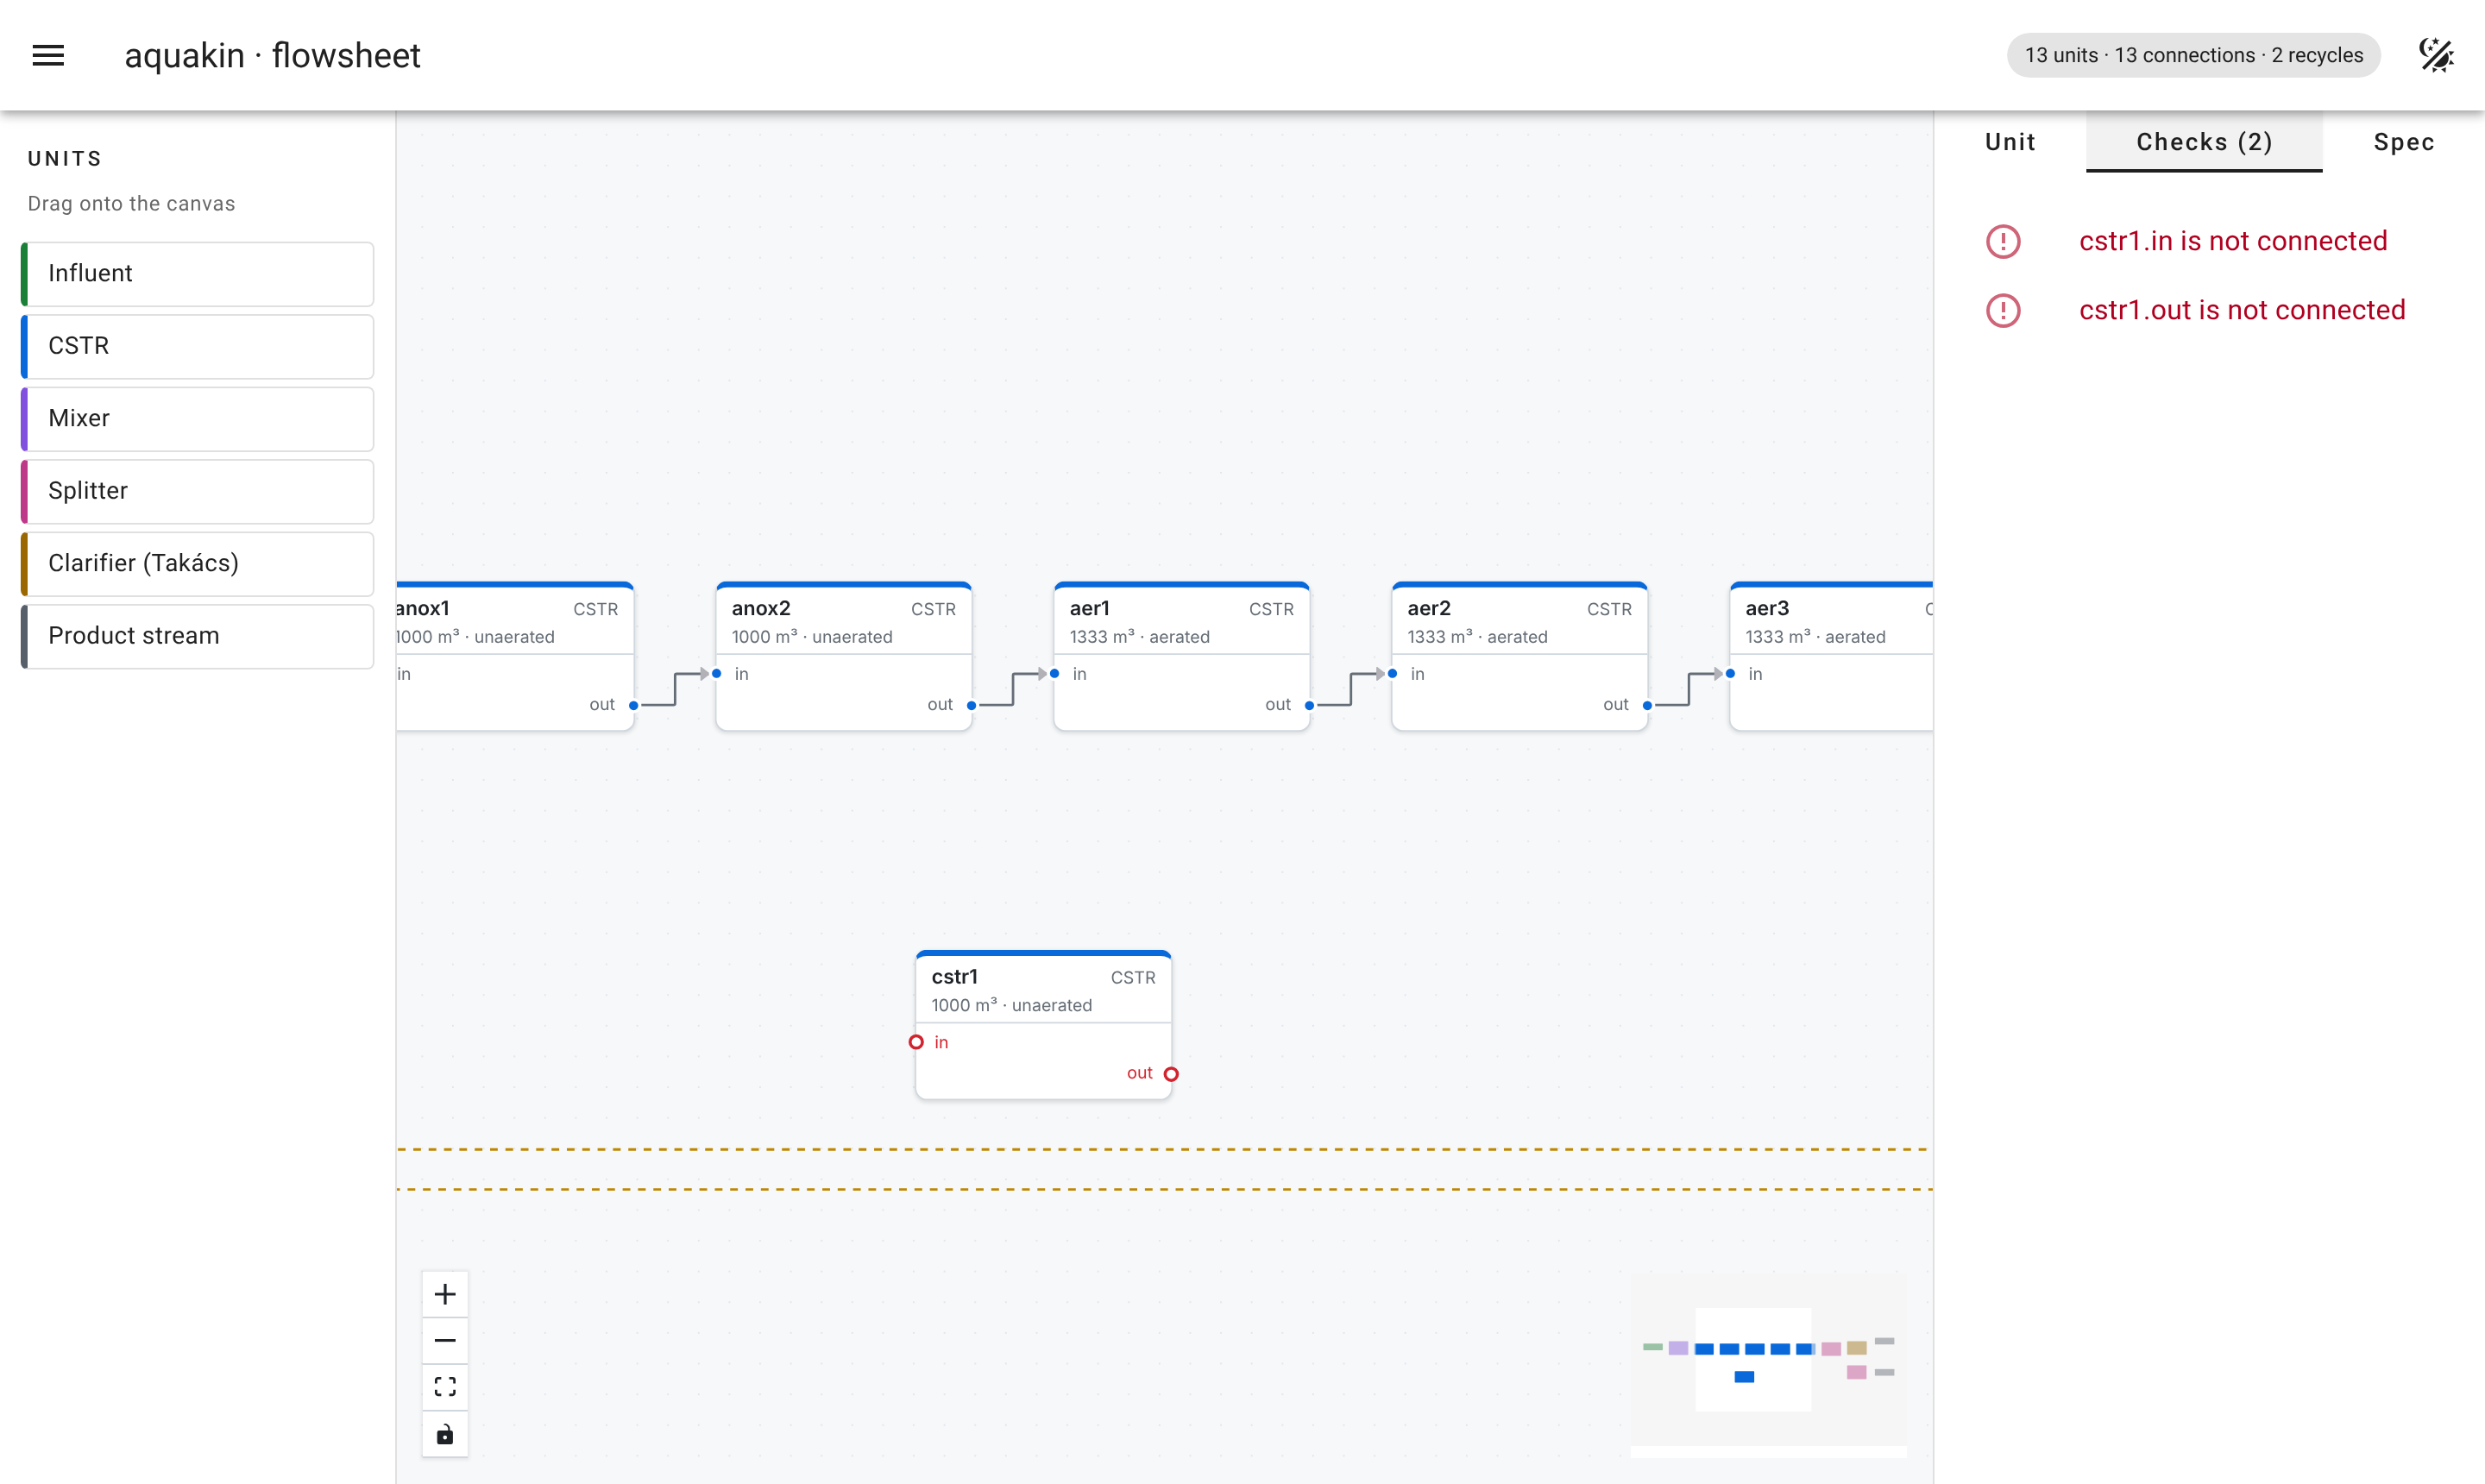 aquakin · flowsheet
13 units · 13 connections · 2 recycles
UNITS
Drag onto the canvas
Influent
CSTR
Mixer
Splitter
Clarifier (Takács)
Product stream
anox1 CSTR
1000 m³ · unaerated
in
out
anox2 CSTR
1000 m³ · unaerated
in
out
aer1 CSTR
1333 m³ · aerated
in
out
aer2 CSTR
1333 m³ · aerated
in
out
aer3 C
1333 m³ · aerated
in
cstr1 CSTR
1000 m³ · unaerated
in
out
Unit Checks (2) Spec
cstr1.in is not connected
cstr1.out is not connected